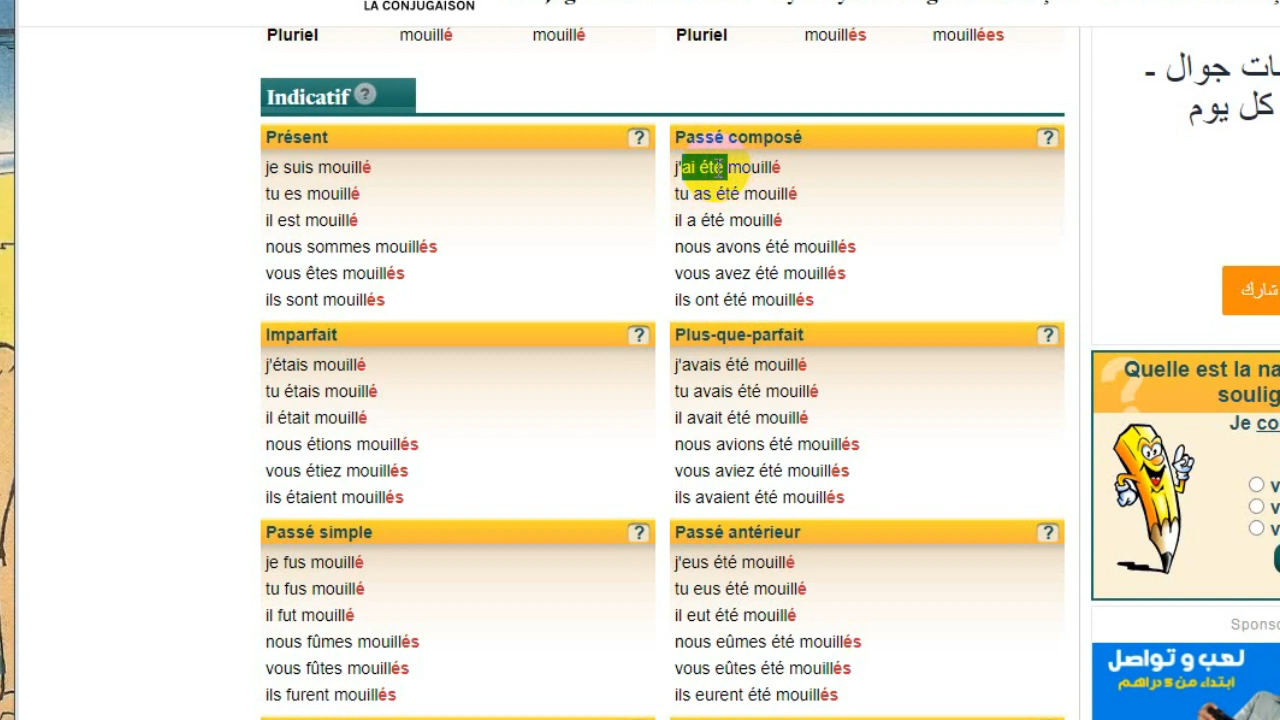 LA CONJUGAISON
Pluriel mouillé mouillé
Pluriel mouillés mouillées
Indicatif ?
Présent ?
je suis mouillé
tu es mouillé
il est mouillé
nous sommes mouillés
vous êtes mouillés
ils sont mouillés
Passé composé ?
j'ai été mouillé
tu as été mouillé
il a été mouillé
nous avons été mouillés
vous avez été mouillés
ils ont été mouillés
Imparfait ?
j'étais mouillé
tu étais mouillé
il était mouillé
nous étions mouillés
vous étiez mouillés
ils étaient mouillés
Plus-que-parfait ?
j'avais été mouillé
tu avais été mouillé
il avait été mouillé
nous avions été mouillés
vous aviez été mouillés
ils avaient été mouillés
Passé simple ?
je fus mouillé
tu fus mouillé
il fut mouillé
nous fûmes mouillés
vous fûtes mouillés
ils furent mouillés
Passé antérieur ?
j'eus été mouillé
tu eus été mouillé
il eut été mouillé
nous eûmes été mouillés
vous eûtes été mouillés
ils eurent été mouillés
جوال -
كل يوم
شارك
Quelle est la
Je
لعب و تواصل
ابتداء من 5 دراهم